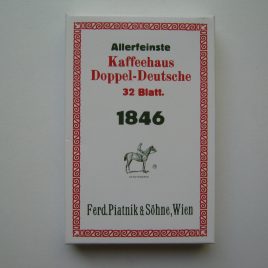 Allerfeinste
Kaffeehaus
Doppel-Deutsche
32 Blatt.
1846
Ferd. Piatnik & Söhne, Wien